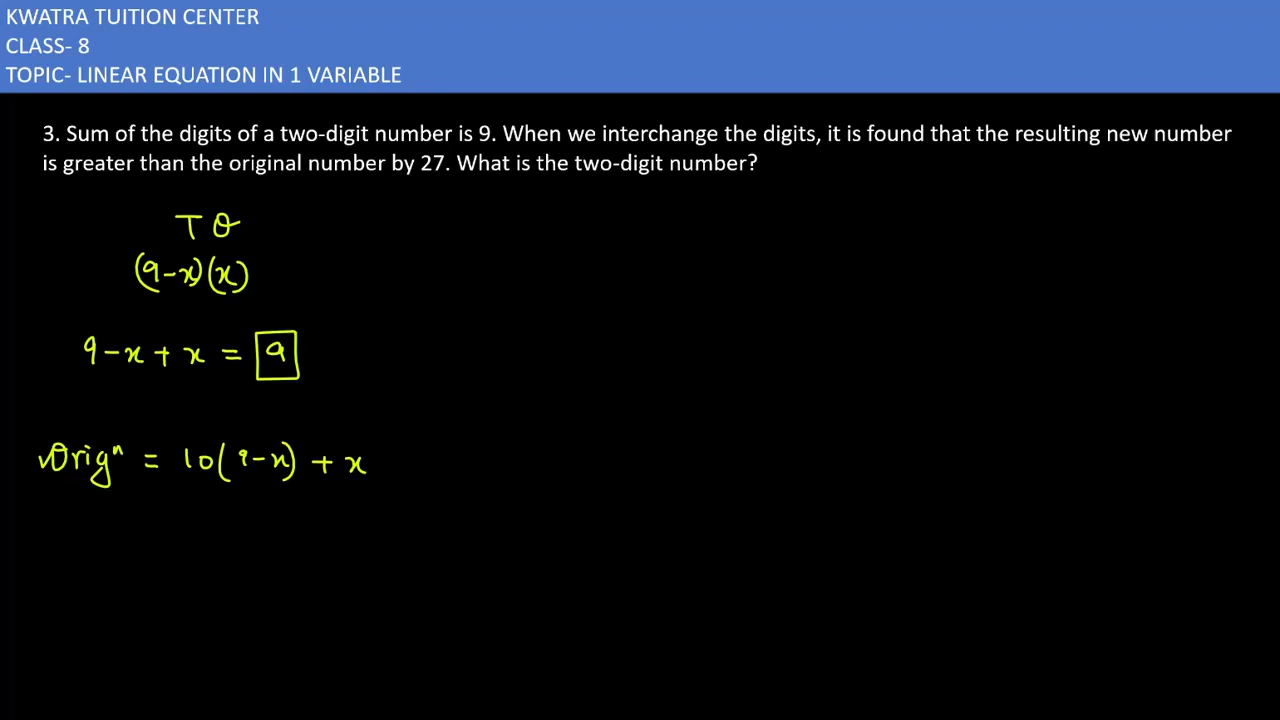 KWATRA TUITION CENTER
CLASS- 8
TOPIC- LINEAR EQUATION IN 1 VARIABLE
3. Sum of the digits of a two-digit number is 9. When we interchange the digits, it is found that the resulting new number
is greater than the original number by 27. What is the two-digit number?
T O
(9-x)(x)
9-x + x = 9
Orig^n = 10(9-x) + x